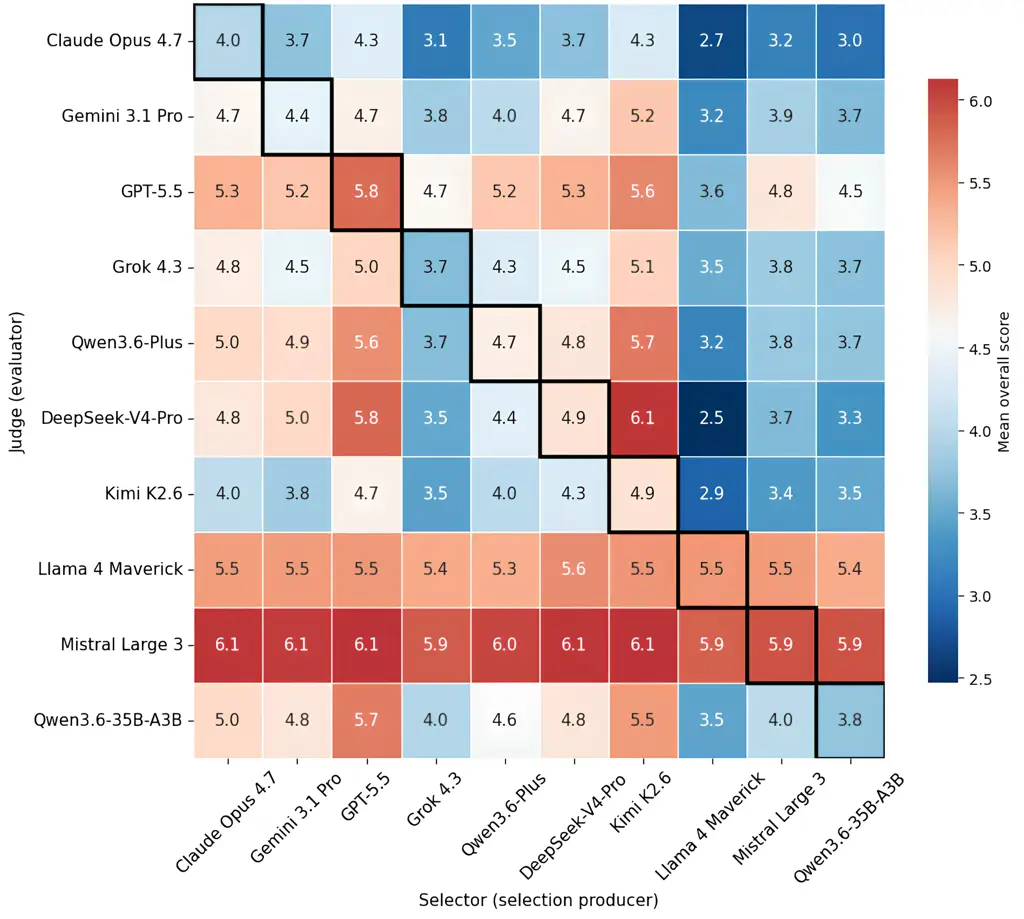 Claude Opus 4.7 4.0 3.7 4.3 3.1 3.5 3.7 4.3 2.7 3.2 3.0
Gemini 3.1 Pro 4.7 4.4 4.7 3.8 4.0 4.7 5.2 3.2 3.9 3.7
GPT-5.5 5.3 5.2 5.8 4.7 5.2 5.3 5.6 3.6 4.8 4.5
Grok 4.3 4.8 4.5 5.0 3.7 4.3 4.5 5.1 3.5 3.8 3.7
Qwen3.6-Plus 5.0 4.9 5.6 3.7 4.7 4.8 5.7 3.2 3.8 3.7
DeepSeek-V4-Pro 4.8 5.0 5.8 3.5 4.4 4.9 6.1 2.5 3.7 3.3
Kimi K2.6 4.0 3.8 4.7 3.5 4.0 4.3 4.9 2.9 3.4 3.5
Llama 4 Maverick 5.5 5.5 5.5 5.4 5.3 5.6 5.5 5.5 5.5 5.4
Mistral Large 3 6.1 6.1 6.1 5.9 6.0 6.1 6.1 5.9 5.9 5.9
Qwen3.6-35B-A3B 5.0 4.8 5.7 4.0 4.6 4.8 5.5 3.5 4.0 3.8
Judge (evaluator)
Claude Opus 4.7
Gemini 3.1 Pro
GPT-5.5
Grok 4.3
Qwen3.6-Plus
DeepSeek-V4-Pro
Kimi K2.6
Llama 4 Maverick
Mistral Large 3
Qwen3.6-35B-A3B
Selector (selection producer)
6.0
5.5
5.0
4.5
4.0
3.5
3.0
2.5
Mean overall score